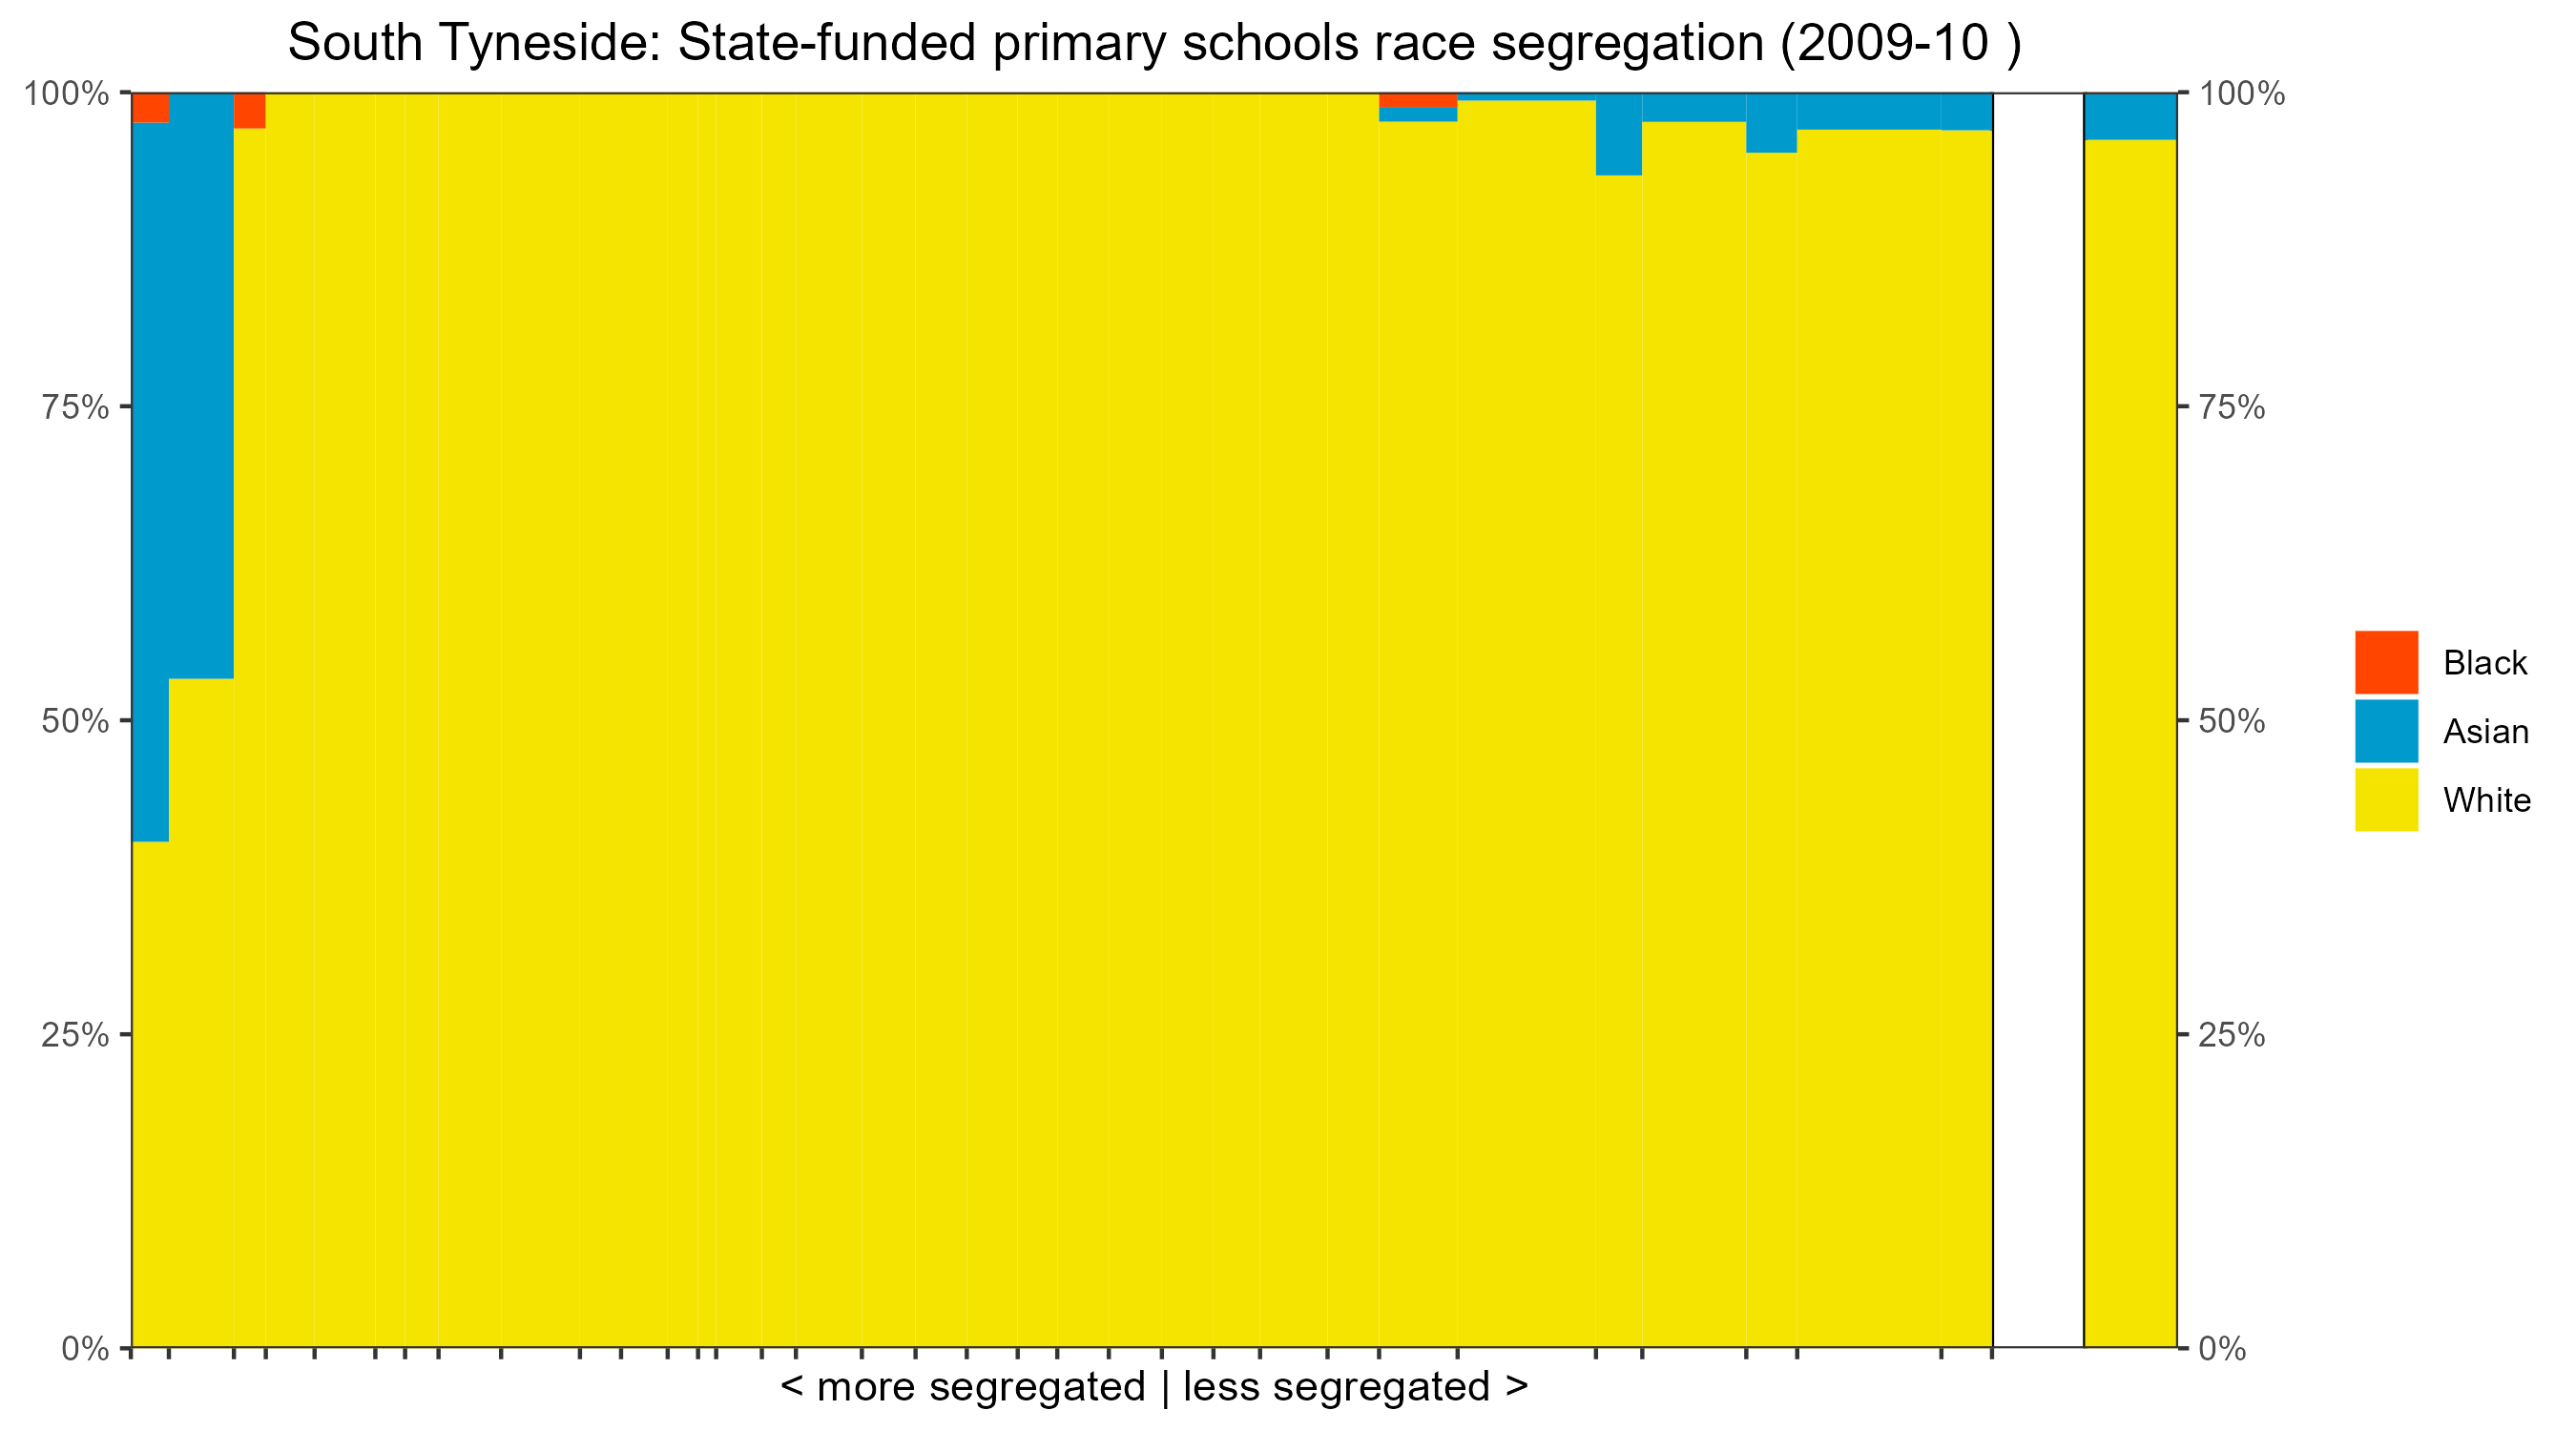 South Tyneside: State-funded primary schools race segregation (2009-10 )
100%
75%
50%
25%
0%
100%
75%
50%
25%
0%
Black
Asian
White
< more segregated | less segregated >